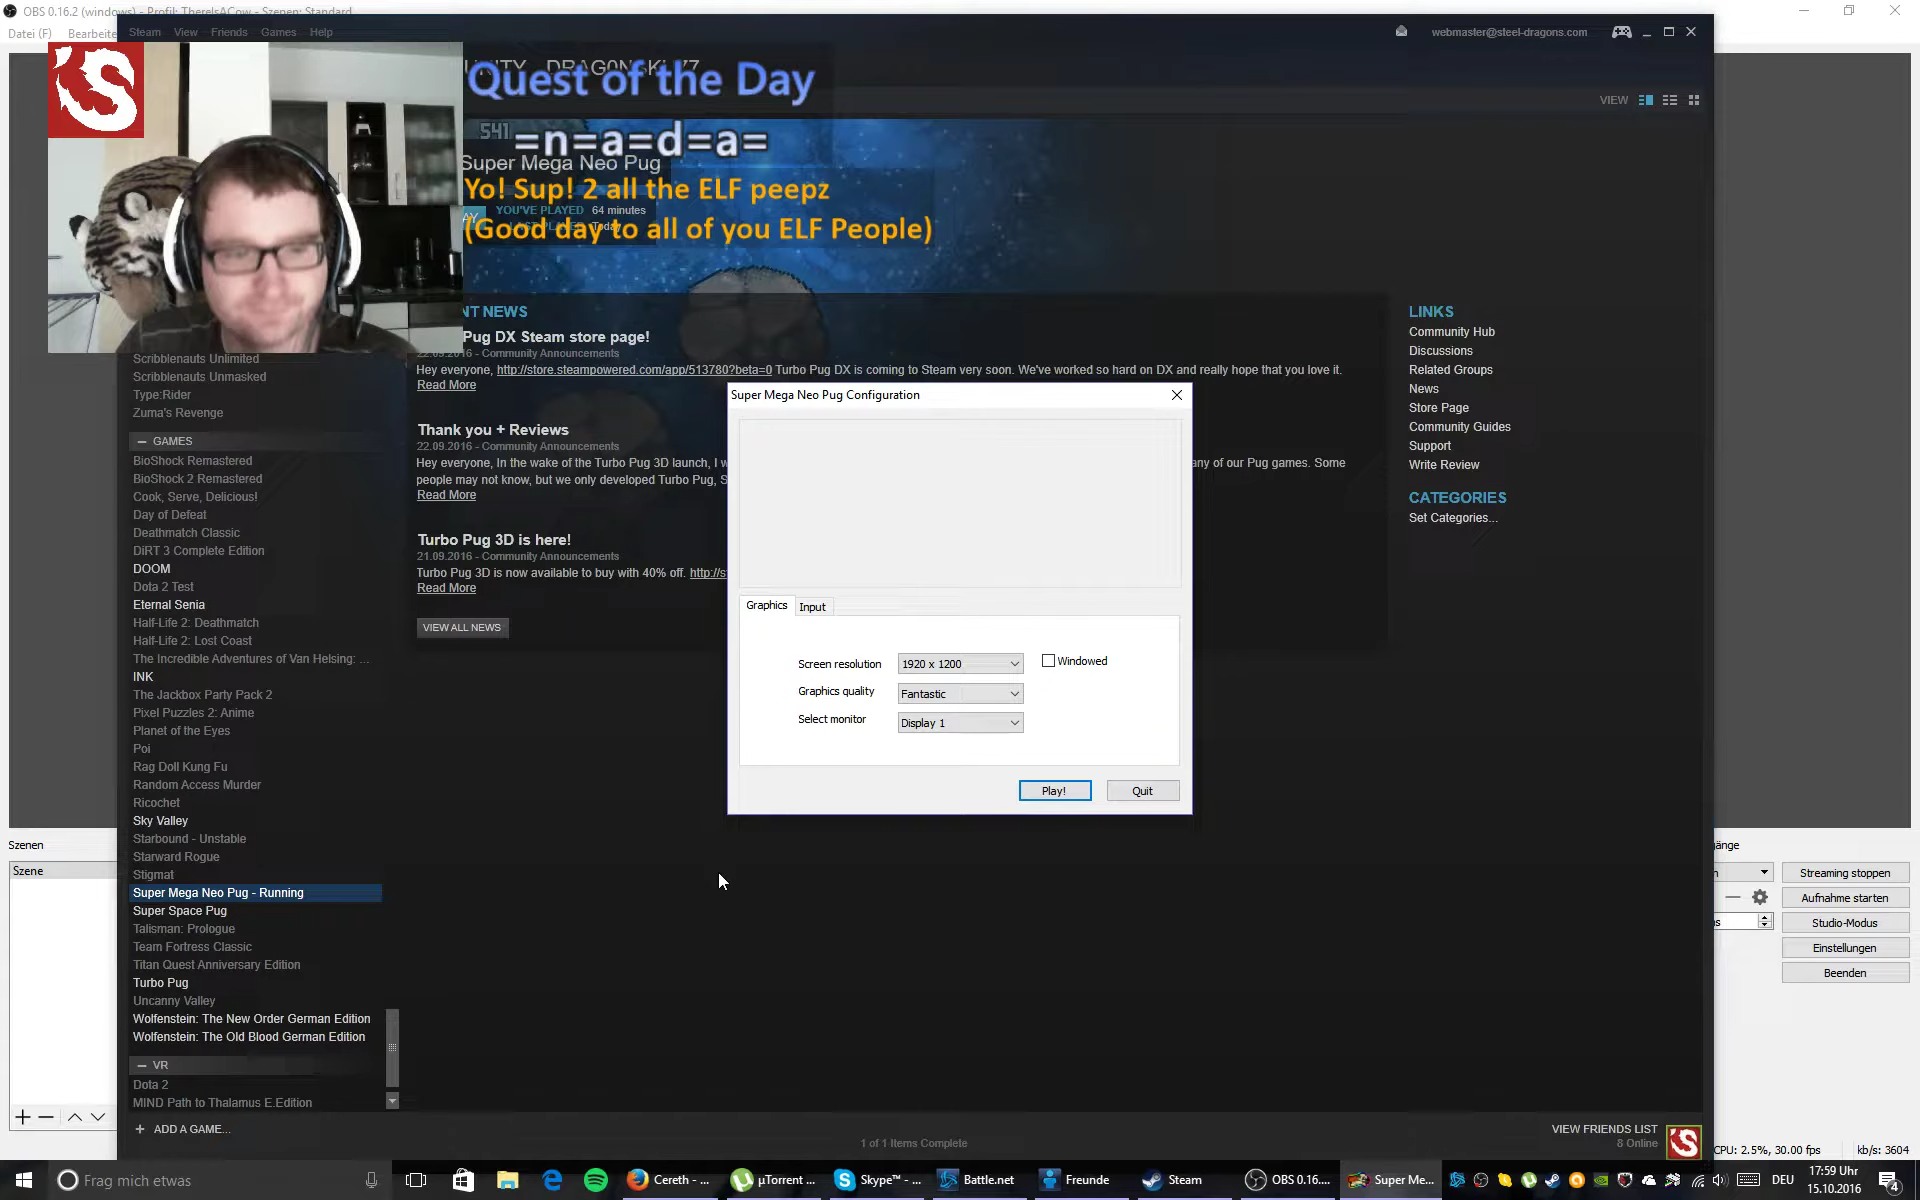 OBS 0.16.2 (windows) - Profil: ThereIsACow - Szenen: Standard
Datei (F) Bearbeite
Steam View Friends Games Help
webmaster@steel-dragons.com
Quest of the Day
VIEW
=n=a=d=a=
Super Mega Neo Pug
Yo! Sup! 2 all the ELF peepz
YOU'VE PLAYED 64 minutes
LAST PLAYED Today
(Good day to all of you ELF People)
NT NEWS
Pug DX Steam store page!
22.09.2016 - Community Announcements
Hey everyone, http://store.steampowered.com/app/513780?beta=0 Turbo Pug DX is coming to Steam very soon. We've worked so hard on DX and really hope that you love it.
Read More
Thank you + Reviews
22.09.2016 - Community Announcements
Hey everyone, In the wake of the Turbo Pug 3D launch, I w
any of our Pug games. Some
people may not know, but we only developed Turbo Pug, S
Read More
Turbo Pug 3D is here!
21.09.2016 - Community Announcements
Turbo Pug 3D is now available to buy with 40% off. http://s
Read More
VIEW ALL NEWS
LINKS
Community Hub
Discussions
Related Groups
News
Store Page
Community Guides
Support
Write Review
CATEGORIES
Set Categories...
Scribblenauts Unlimited
Scribblenauts Unmasked
Type:Rider
Zuma's Revenge
— GAMES
BioShock Remastered
BioShock 2 Remastered
Cook, Serve, Delicious!
Day of Defeat
Deathmatch Classic
DiRT 3 Complete Edition
DOOM
Dota 2 Test
Eternal Senia
Half-Life 2: Deathmatch
Half-Life 2: Lost Coast
The Incredible Adventures of Van Helsing: ...
INK
The Jackbox Party Pack 2
Pixel Puzzles 2: Anime
Planet of the Eyes
Poi
Rag Doll Kung Fu
Random Access Murder
Ricochet
Sky Valley
Starbound - Unstable
Starward Rogue
Stigmat
Super Mega Neo Pug - Running
Super Space Pug
Talisman: Prologue
Team Fortress Classic
Titan Quest Anniversary Edition
Turbo Pug
Uncanny Valley
Wolfenstein: The New Order German Edition
Wolfenstein: The Old Blood German Edition
— VR
Dota 2
MIND Path to Thalamus E.Edition
+ ADD A GAME...
1 of 1 Items Complete
VIEW FRIENDS LIST
8 Online
Super Mega Neo Pug Configuration
Graphics Input
Screen resolution 1920 x 1200 Windowed
Graphics quality Fantastic
Select monitor Display 1
Play! Quit
Szenen
Szene
änge
Streaming stoppen
Aufnahme starten
Studio-Modus
Einstellungen
Beenden
CPU: 2.5%, 30.00 fps kb/s: 3604
Frag mich etwas
Cereth - ...
µTorrent ...
Skype™ - ...
Battle.net
Freunde
Steam
OBS 0.16....
Super Me...
DEU
17:59 Uhr
15.10.2016
4